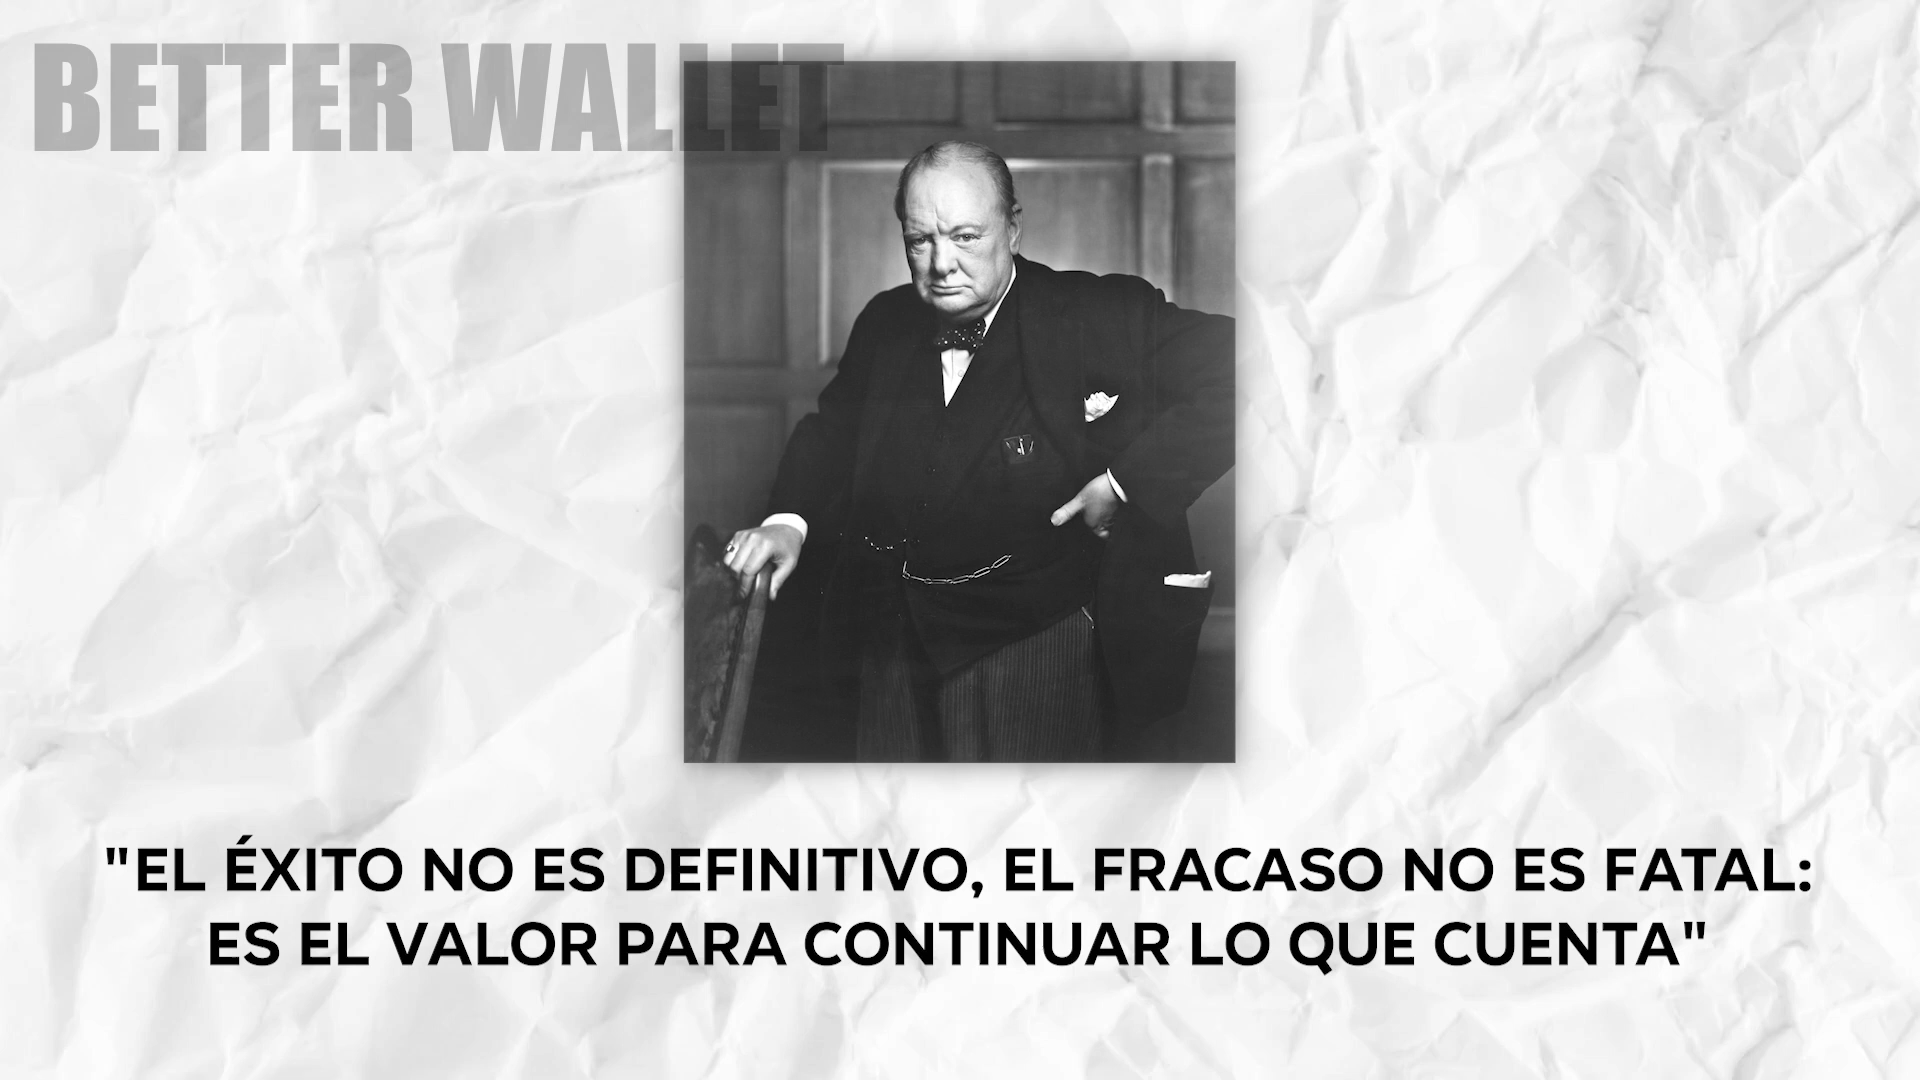 BETTER WALLET
"EL ÉXITO NO ES DEFINITIVO, EL FRACASO NO ES FATAL:
ES EL VALOR PARA CONTINUAR LO QUE CUENTA"